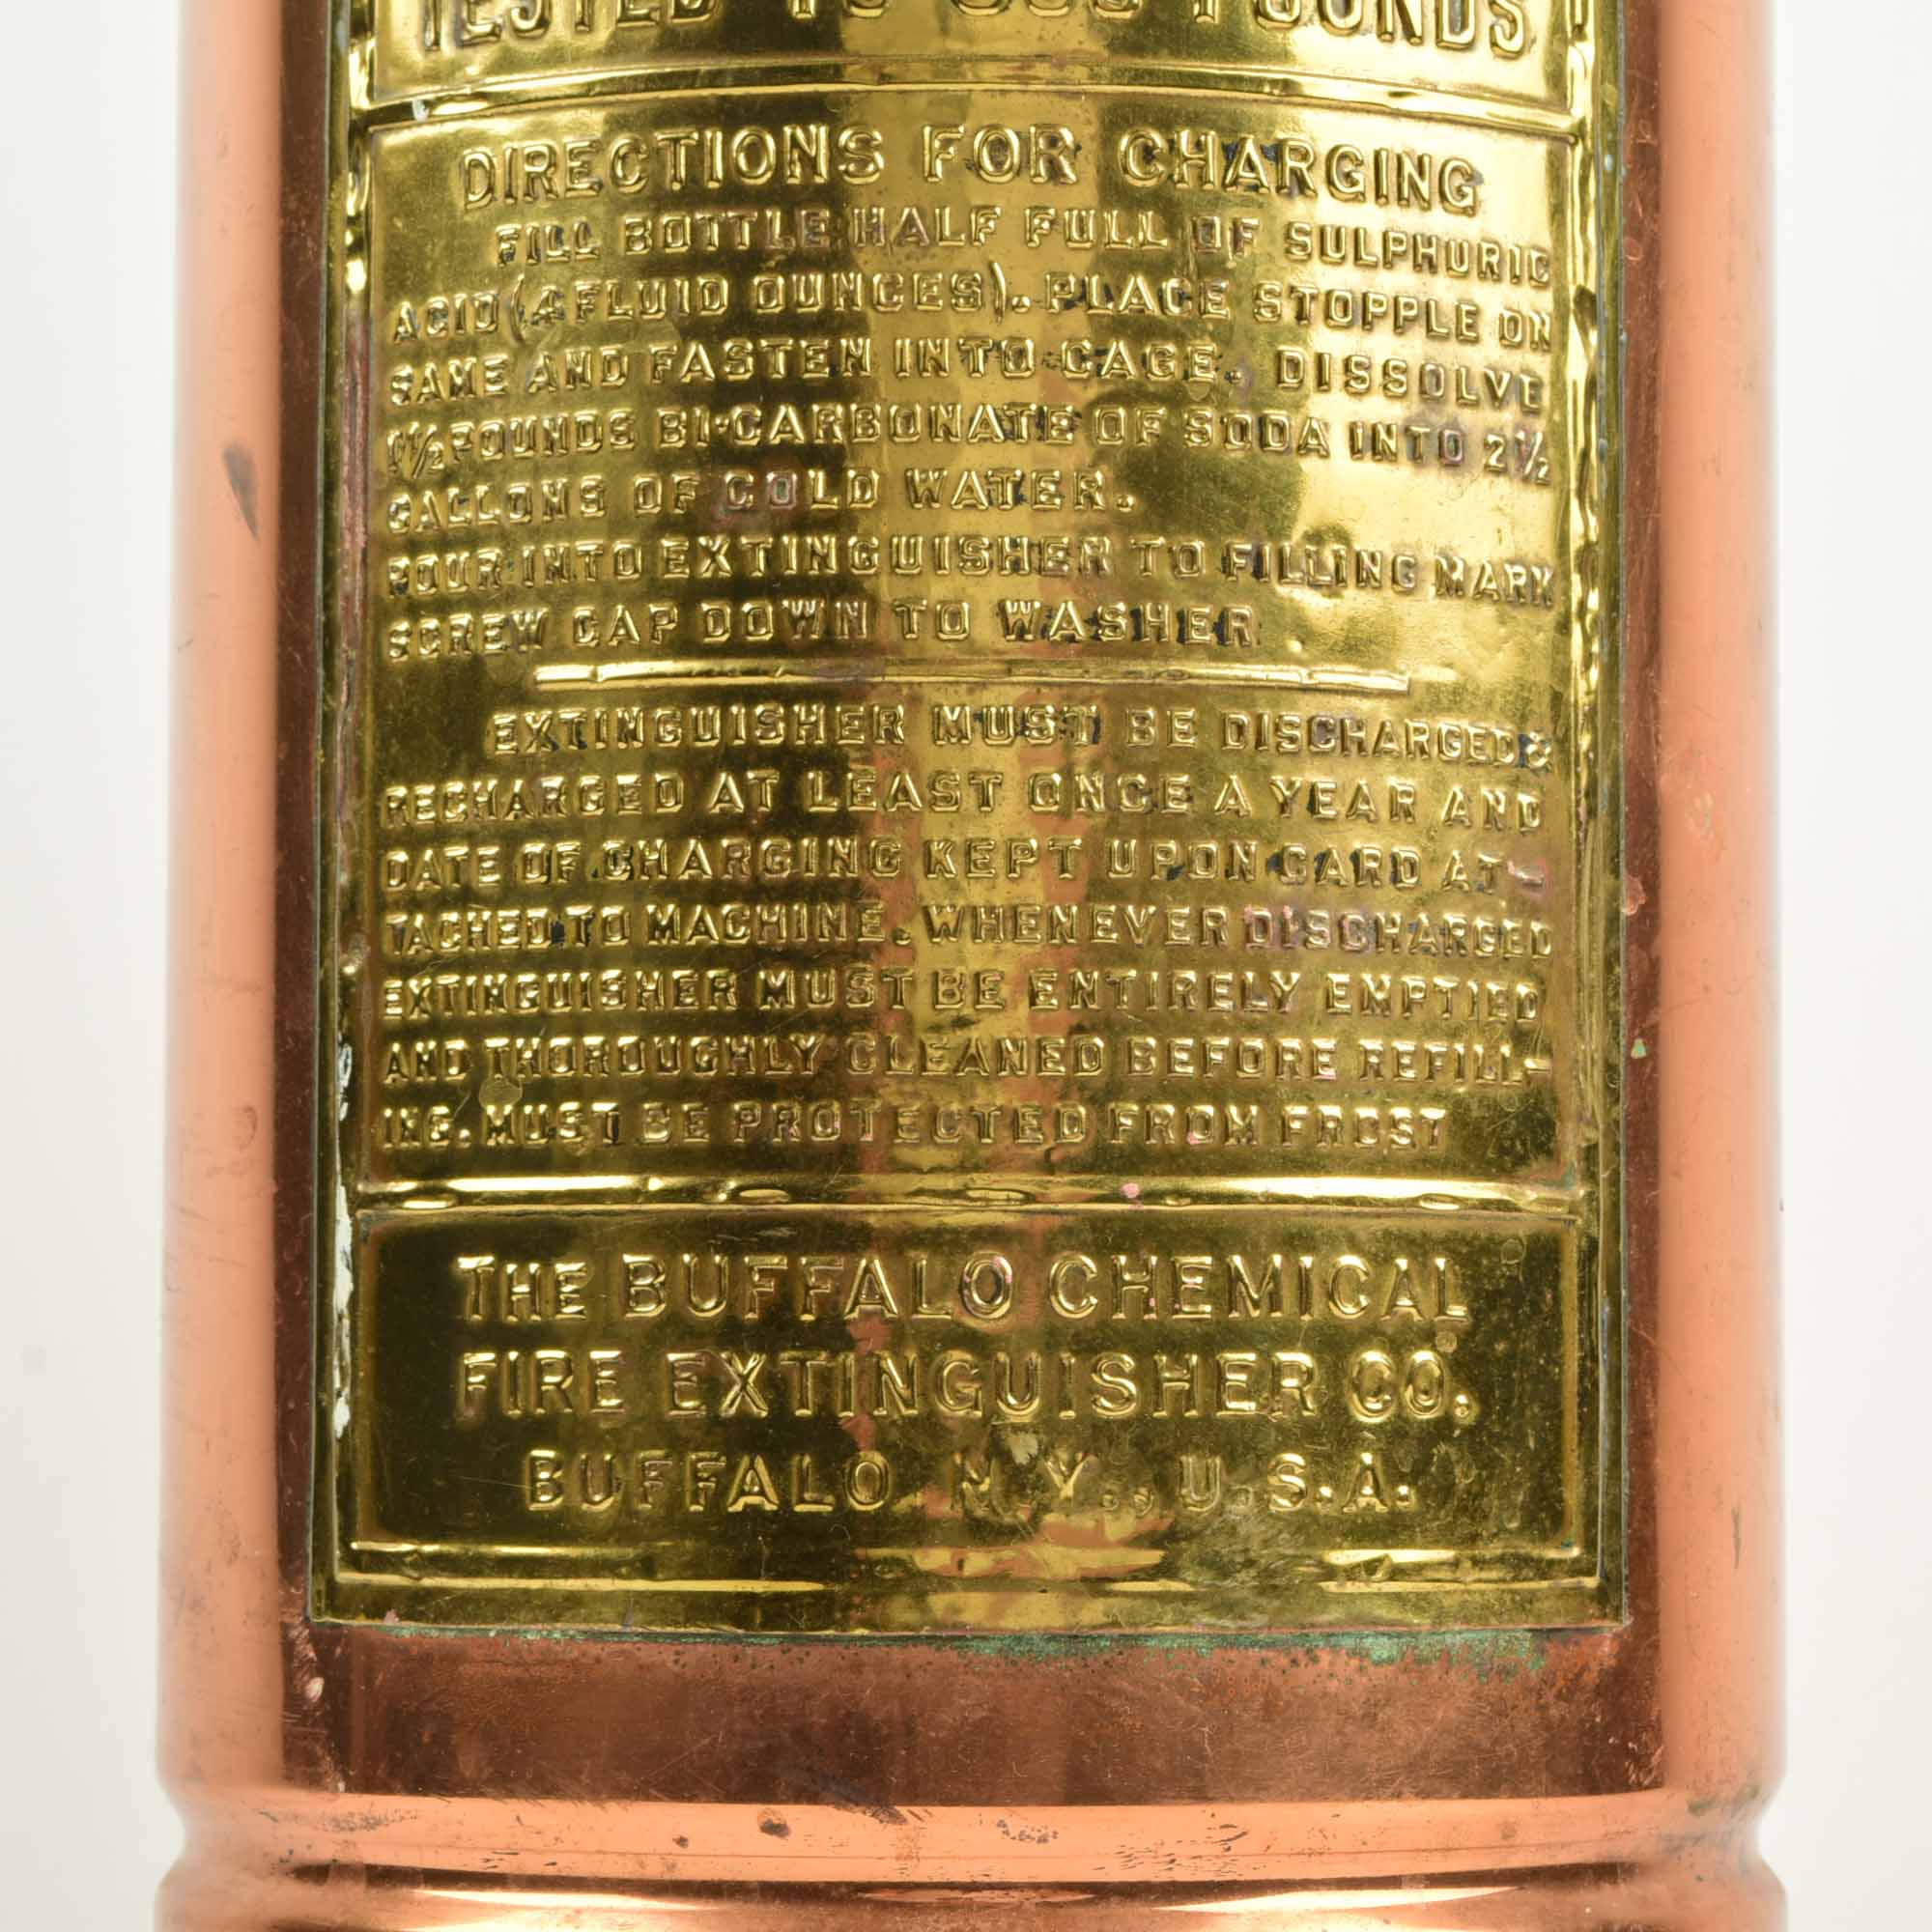 TESTED TO POUNDS
DIRECTIONS FOR CHARGING
FILL BOTTLE HALF FULL OF SULPHURIC
ACID (4 FLUID OUNCES). PLACE STOPPLE ON
SAME AND FASTEN INTO CAGE. DISSOLVE
1½ POUNDS BI-CARBONATE OF SODA INTO 2½
GALLONS OF COLD WATER.
POUR INTO EXTINGUISHER TO FILLING MARK
SCREW CAP DOWN TO WASHER
EXTINGUISHER MUST BE DISCHARGED &
RECHARGED AT LEAST ONCE A YEAR AND
DATE OF CHARGING KEPT UPON CARD AT-
TACHED TO MACHINE. WHENEVER DISCHARGED
EXTINGUISHER MUST BE ENTIRELY EMPTIED
AND THOROUGHLY CLEANED BEFORE REFILL-
ING. MUST BE PROTECTED FROM FROST
THE BUFFALO CHEMICAL
FIRE EXTINGUISHER CO.
BUFFALO, N.Y., U.S.A.